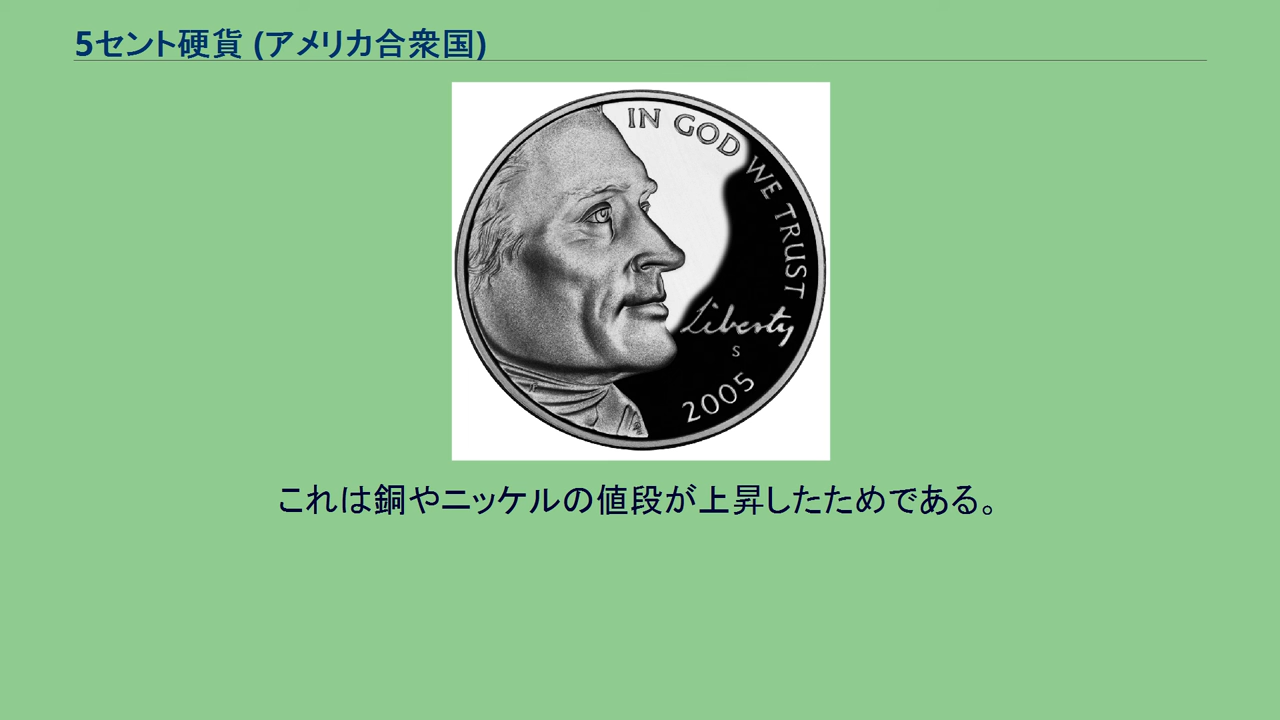 5セント硬貨 (アメリカ合衆国)
IN GOD WE TRUST
Liberty
S
2005
これは銅やニッケルの値段が上昇したためである。